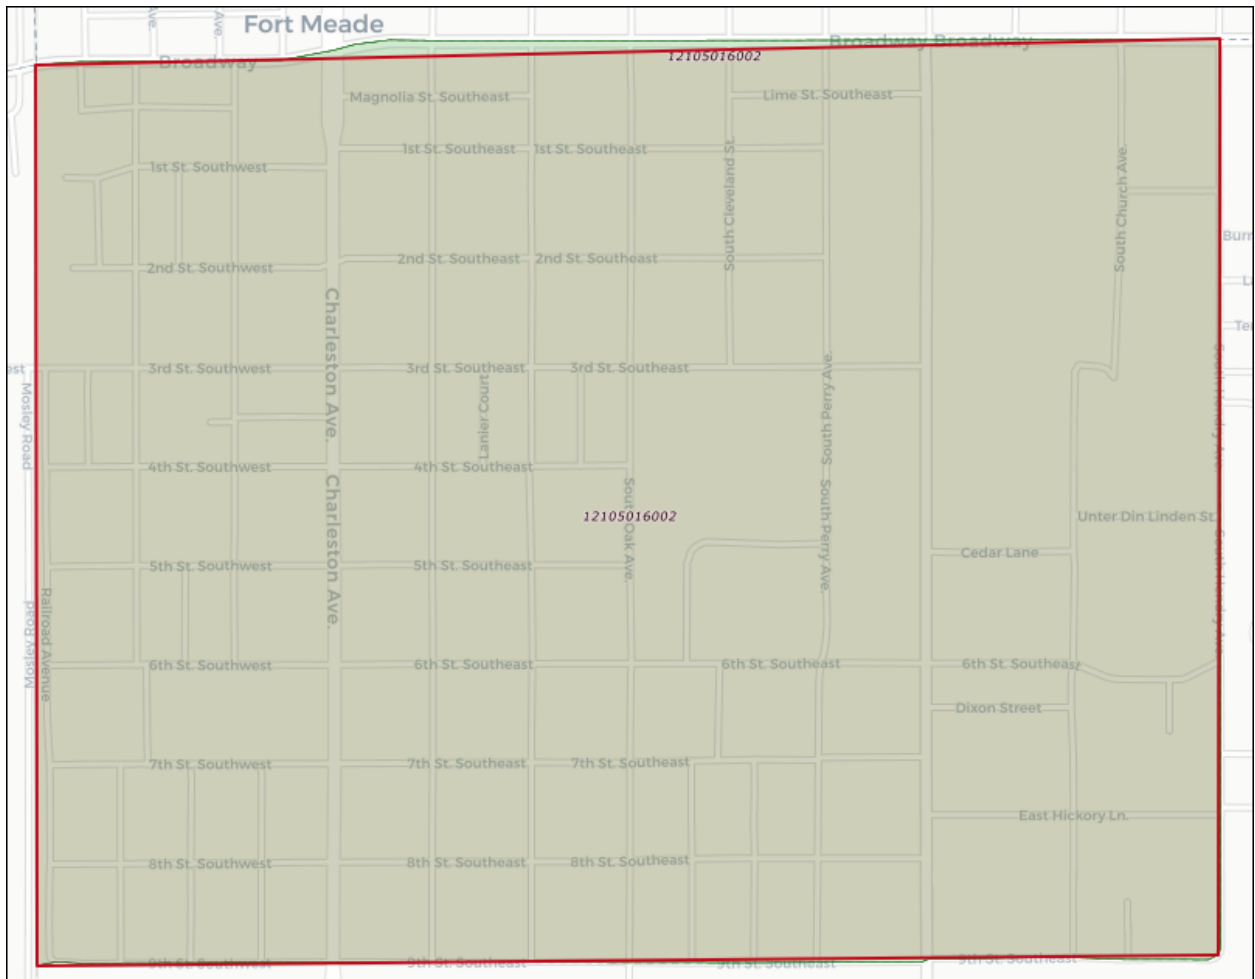 Ave.
Ave.
Fort Meade
Broadway
Broadway Broadway
12105016002
Magnolia St. Southeast
Lime St. Southeast
1st St. Southwest
1st St. Southeast
1st St. Southeast
South Cleveland St.
South Church Ave.
2nd St. Southwest
2nd St. Southeast
2nd St. Southeast
Charleston Ave.
3rd St. Southwest
3rd St. Southeast
3rd St. Southeast
Mosley Road
Lanier Court
South Perry Ave.
4th St. Southwest
4th St. Southeast
Charleston Ave.
South Oak Ave.
South Perry Ave.
12105016002
Unter Din Linden St.
Cedar Lane
5th St. Southwest
5th St. Southeast
Railroad Avenue
Mosley Road
6th St. Southwest
6th St. Southeast
6th St. Southeast
6th St. Southeast
Dixon Street
7th St. Southwest
7th St. Southeast
7th St. Southeast
East Hickory Ln.
8th St. Southwest
8th St. Southeast
8th St. Southeast
9th St. Southwest
9th St. Southeast
9th St. Southeast
9th St. Southeast